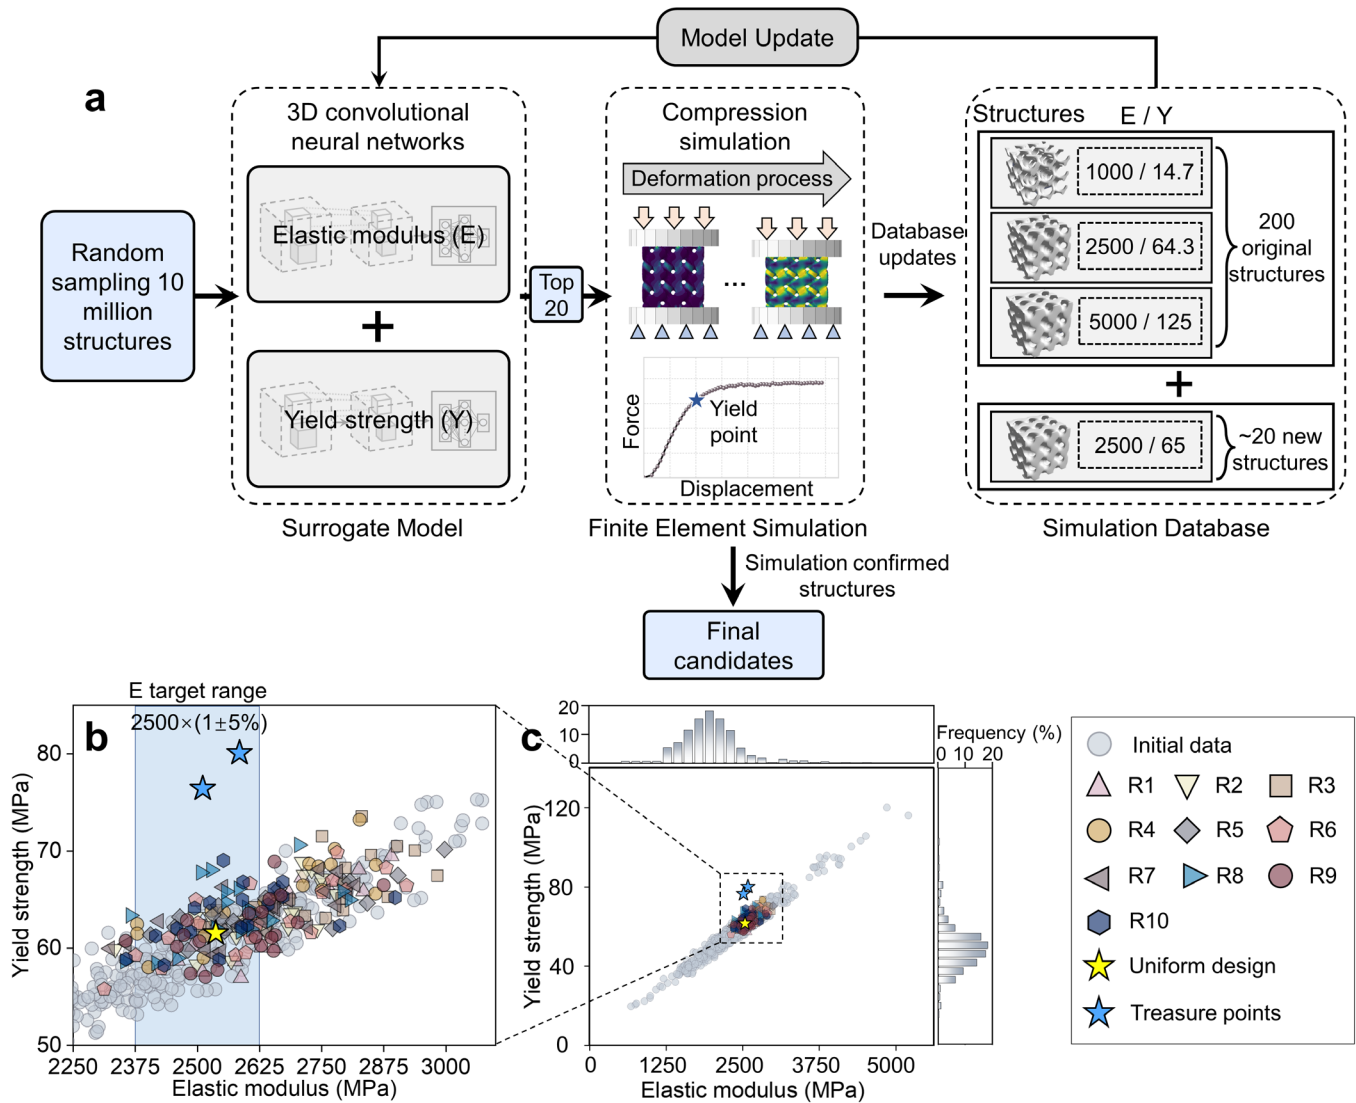 Model Update
a
3D convolutional
neural networks
Elastic modulus (E)
+
Yield strength (Y)
Surrogate Model
Random
sampling 10
million
structures
Top
20
Compression
simulation
Deformation process
...
Force
Yield
point
Displacement
Finite Element Simulation
Database
updates
Structures E / Y
1000 / 14.7
2500 / 64.3
5000 / 125
200
original
structures
+
2500 / 65
~20 new
structures
Simulation Database
Simulation confirmed
structures
Final
candidates
E target range
2500×(1±5%)
b
Yield strength (MPa)
80
70
60
50
2250 2375 2500 2625 2750 2875 3000
Elastic modulus (MPa)
c
20
10
0
Frequency (%)
0 10 20
Yield strength (MPa)
120
80
40
0
0 1250 2500 3750 5000
Elastic modulus (MPa)
Initial data
R1 R2 R3
R4 R5 R6
R7 R8 R9
R10
Uniform design
Treasure points